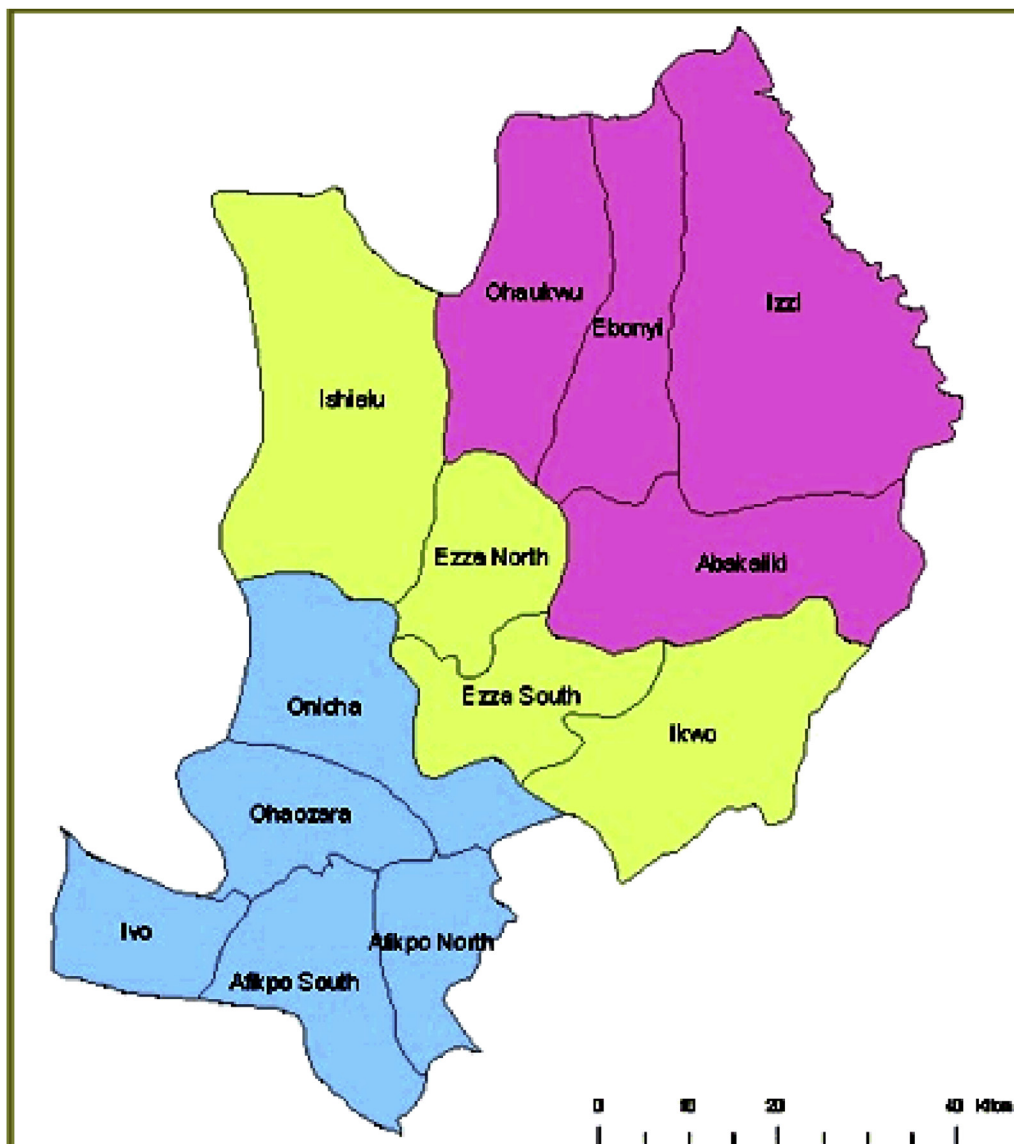 Ohaukwu
Ebonyi
Izzi
Ishielu
Ezza North
Abakaliki
Ezza South
Onicha
Ikwo
Ohaozara
Ivo
Afikpo North
Afikpo South
0 10 20 40